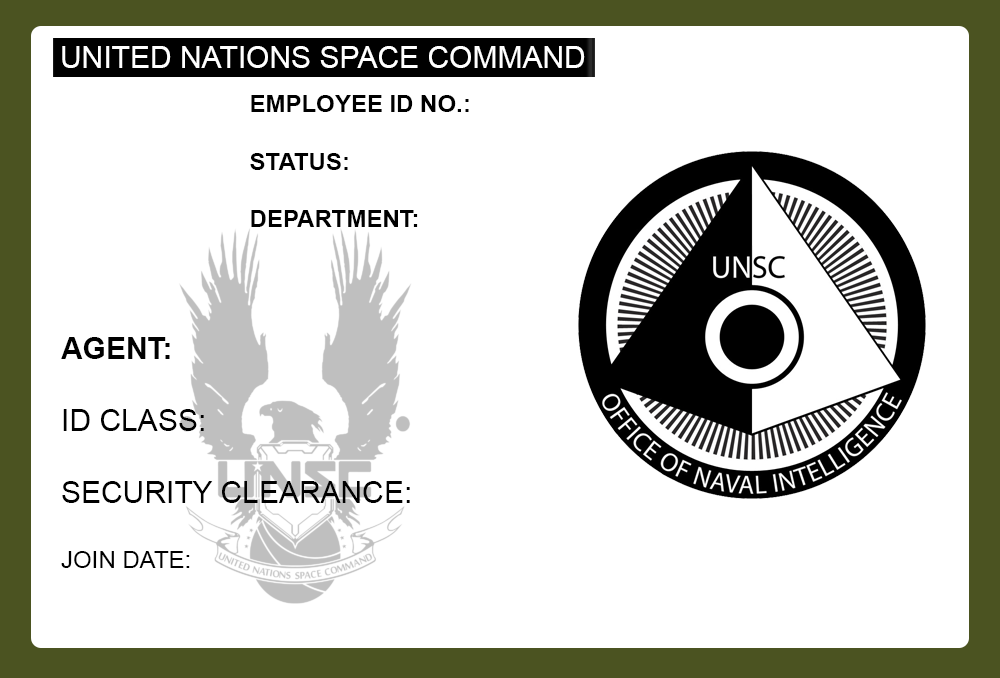 UNITED NATIONS SPACE COMMAND
EMPLOYEE ID NO.:
STATUS:
DEPARTMENT:
UNSC
AGENT:
ID CLASS:
UNSC
SECURITY CLEARANCE:
OFFICE OF NAVAL INTELLIGENCE
JOIN DATE:
UNITED NATIONS SPACE COMMAND